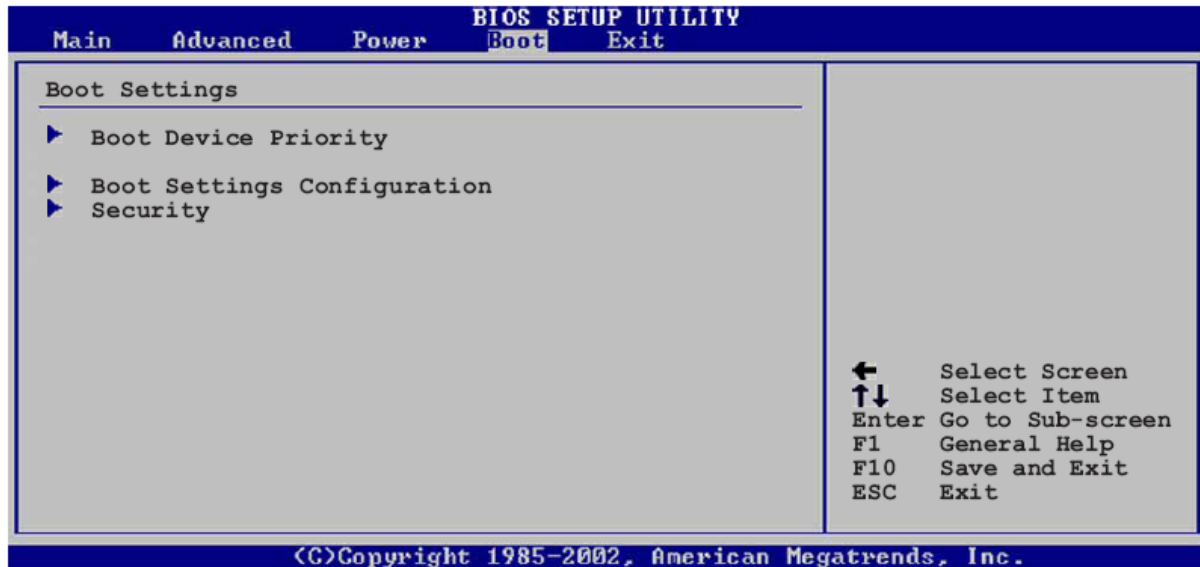 BIOS SETUP UTILITY
Main Advanced Power Boot Exit
Boot Settings
Boot Device Priority
Boot Settings Configuration
Security
← Select Screen
↑↓ Select Item
Enter Go to Sub-screen
F1 General Help
F10 Save and Exit
ESC Exit
(C)Copyright 1985-2002, American Megatrends, Inc.